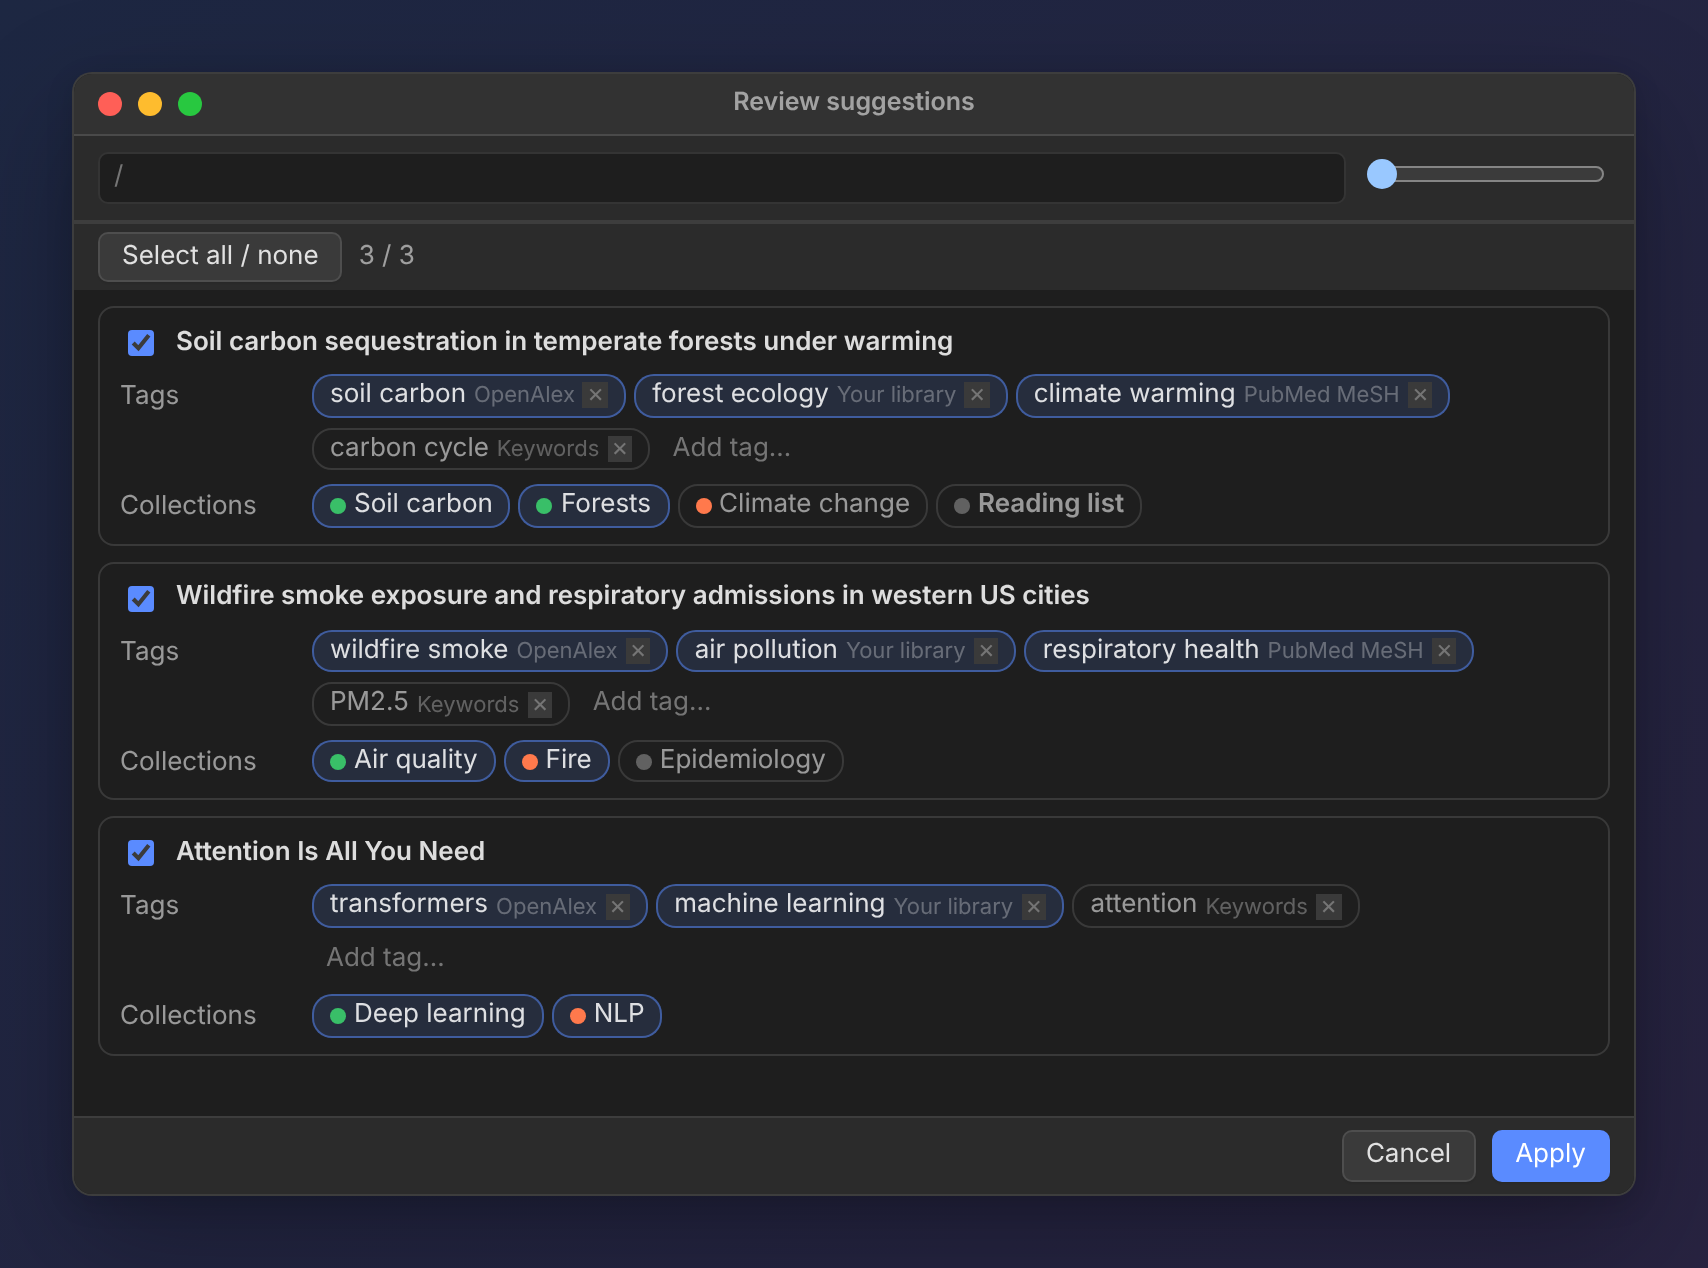 Review suggestions
/
Select all / none 3 / 3
Soil carbon sequestration in temperate forests under warming
Tags soil carbon OpenAlex × forest ecology Your library × climate warming PubMed MeSH ×
carbon cycle Keywords × Add tag...
Collections Soil carbon Forests Climate change Reading list
Wildfire smoke exposure and respiratory admissions in western US cities
Tags wildfire smoke OpenAlex × air pollution Your library × respiratory health PubMed MeSH ×
PM2.5 Keywords × Add tag...
Collections Air quality Fire Epidemiology
Attention Is All You Need
Tags transformers OpenAlex × machine learning Your library × attention Keywords ×
Add tag...
Collections Deep learning NLP
Cancel Apply